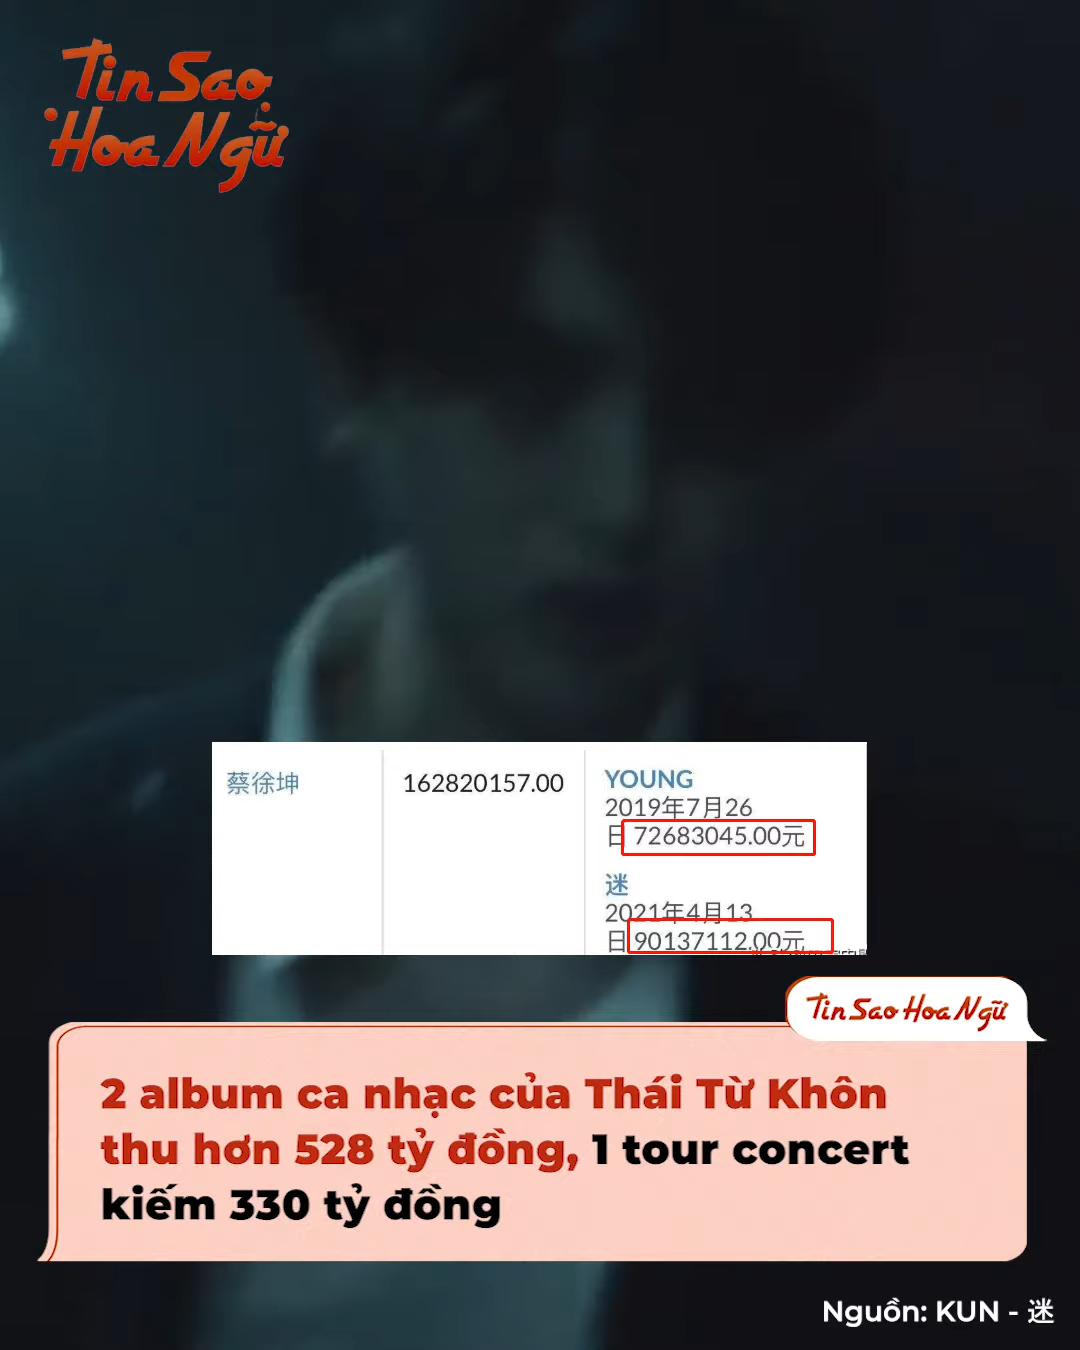 Tin Sao
Hoa Ngữ
蔡徐坤
162820157.00
YOUNG
2019年7月26
日 72683045.00元
迷
2021年4月13
日 90137112.00元
Tin Sao Hoa Ngữ
2 album ca nhạc của Thái Từ Khôn
thu hơn 528 tỷ đồng, 1 tour concert
kiếm 330 tỷ đồng
Nguồn: KUN - 迷